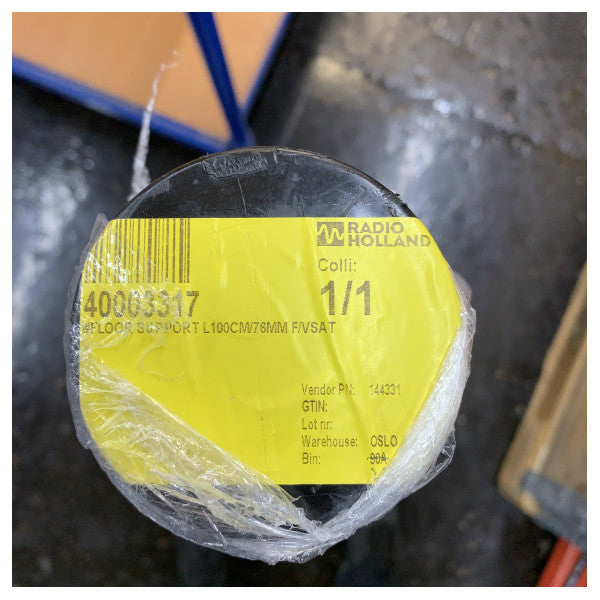 RADIO
HOLLAND
Colli:
1/1
40003317
#FLOOR SUPPORT L100CM/76MM F/VSAT
Vendor PN: 144331
GTIN:
Lot nr:
Warehouse: OSLO
Bin: 90A